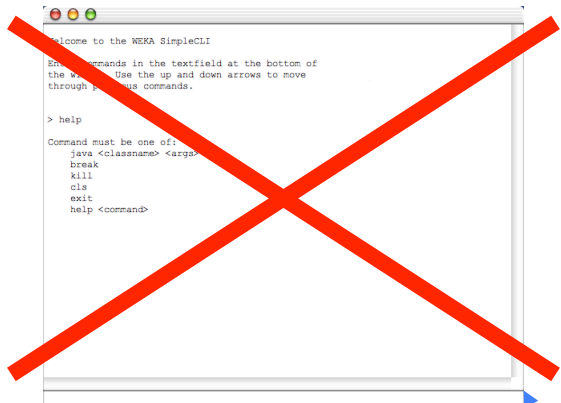 Welcome to the WEKA SimpleCLI
Enter commands in the textfield at the bottom of
the Use the up and down arrows to move
through previous commands.
> help
Command must be one of:
java <classname> <args>
break
kill
cls
exit
help <command>